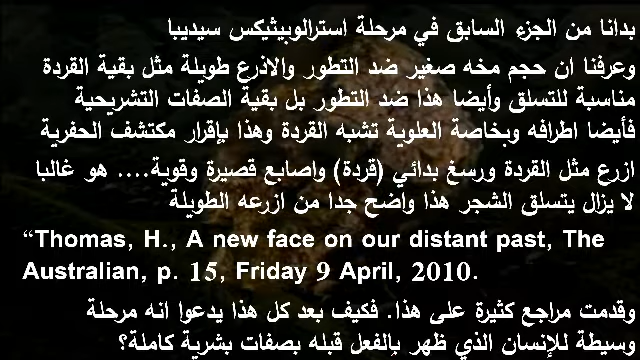 بدانا من الجزء السابق في مرحلة استرالوبيثيكس سيديبا
وعرفنا ان حجم مخه صغير ضد التطور والاذرع طويلة مثل بقية القردة
مناسبة للتسلق وأيضا هذا ضد التطور بل بقية الصفات التشريحية
فأيضا اطرافه وبخاصة العلوية تشبه القردة وهذا بإقرار مكتشف الحفرية
ازرع مثل القردة ورسغ بدائي (قردة) واصابع قصيرة وقوية.... هو غالبا
لا يزال يتسلق الشجر هذا واضح جدا من ازرعه الطويلة
“Thomas, H., A new face on our distant past, The
Australian, p. 15, Friday 9 April, 2010.
وقدمت مراجع كثيرة على هذا. فكيف بعد كل هذا يدعوا انه مرحلة
وسيطة للإنسان الذي ظهر بالفعل قبله بصفات بشرية كاملة؟